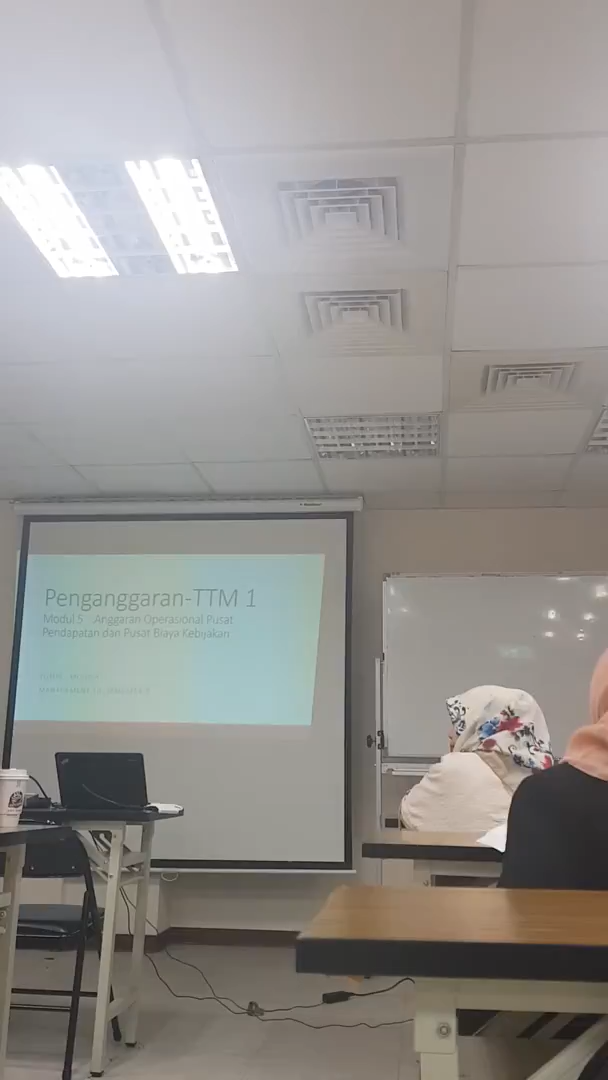 Penganggaran-TTM 1
Modul 5 : Anggaran Operasional Pusat
Pendapatan dan Pusat Biaya Kebijakan